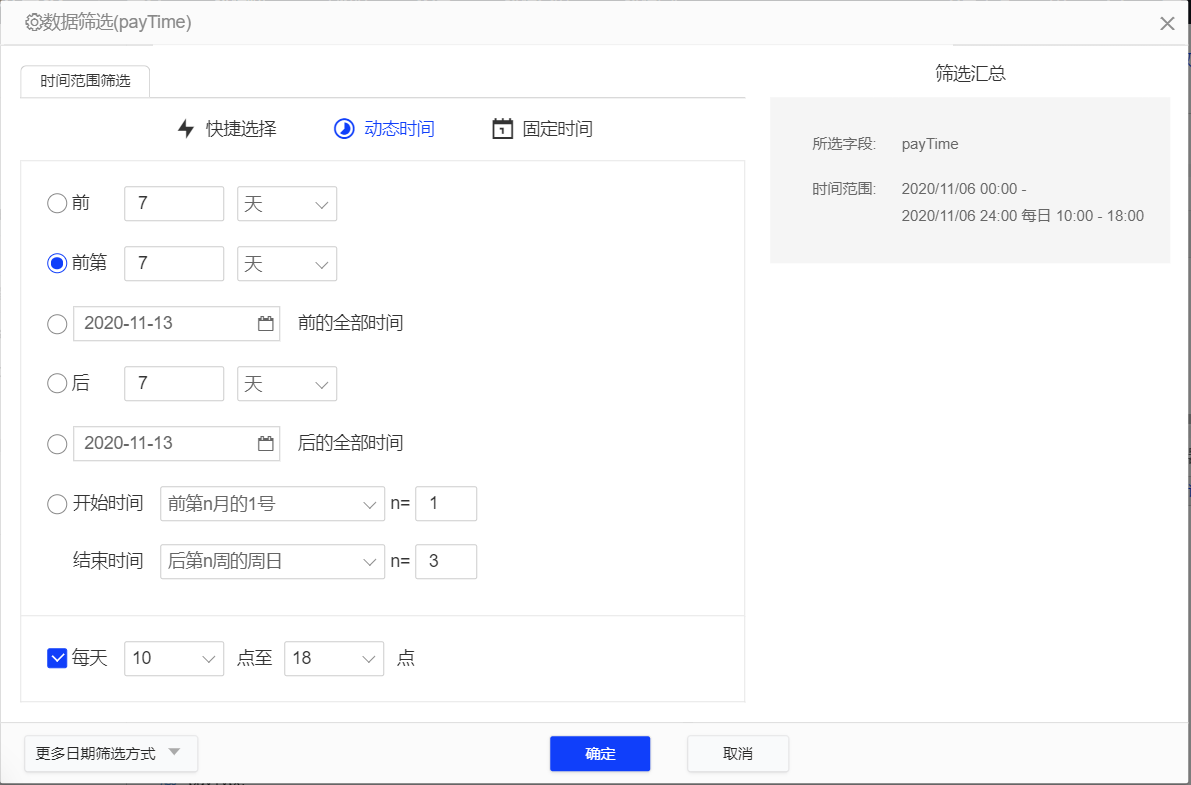 数据筛选(payTime)
时间范围筛选
快捷选择 动态时间 固定时间
前 7 天
前第 7 天
2020-11-13 前的全部时间
后 7 天
2020-11-13 后的全部时间
开始时间 前第n月的1号 n= 1
结束时间 后第n周的周日 n= 3
每天 10 点至 18 点
筛选汇总
所选字段: payTime
时间范围: 2020/11/06 00:00 -
2020/11/06 24:00 每日 10:00 - 18:00
更多日期筛选方式 确定 取消